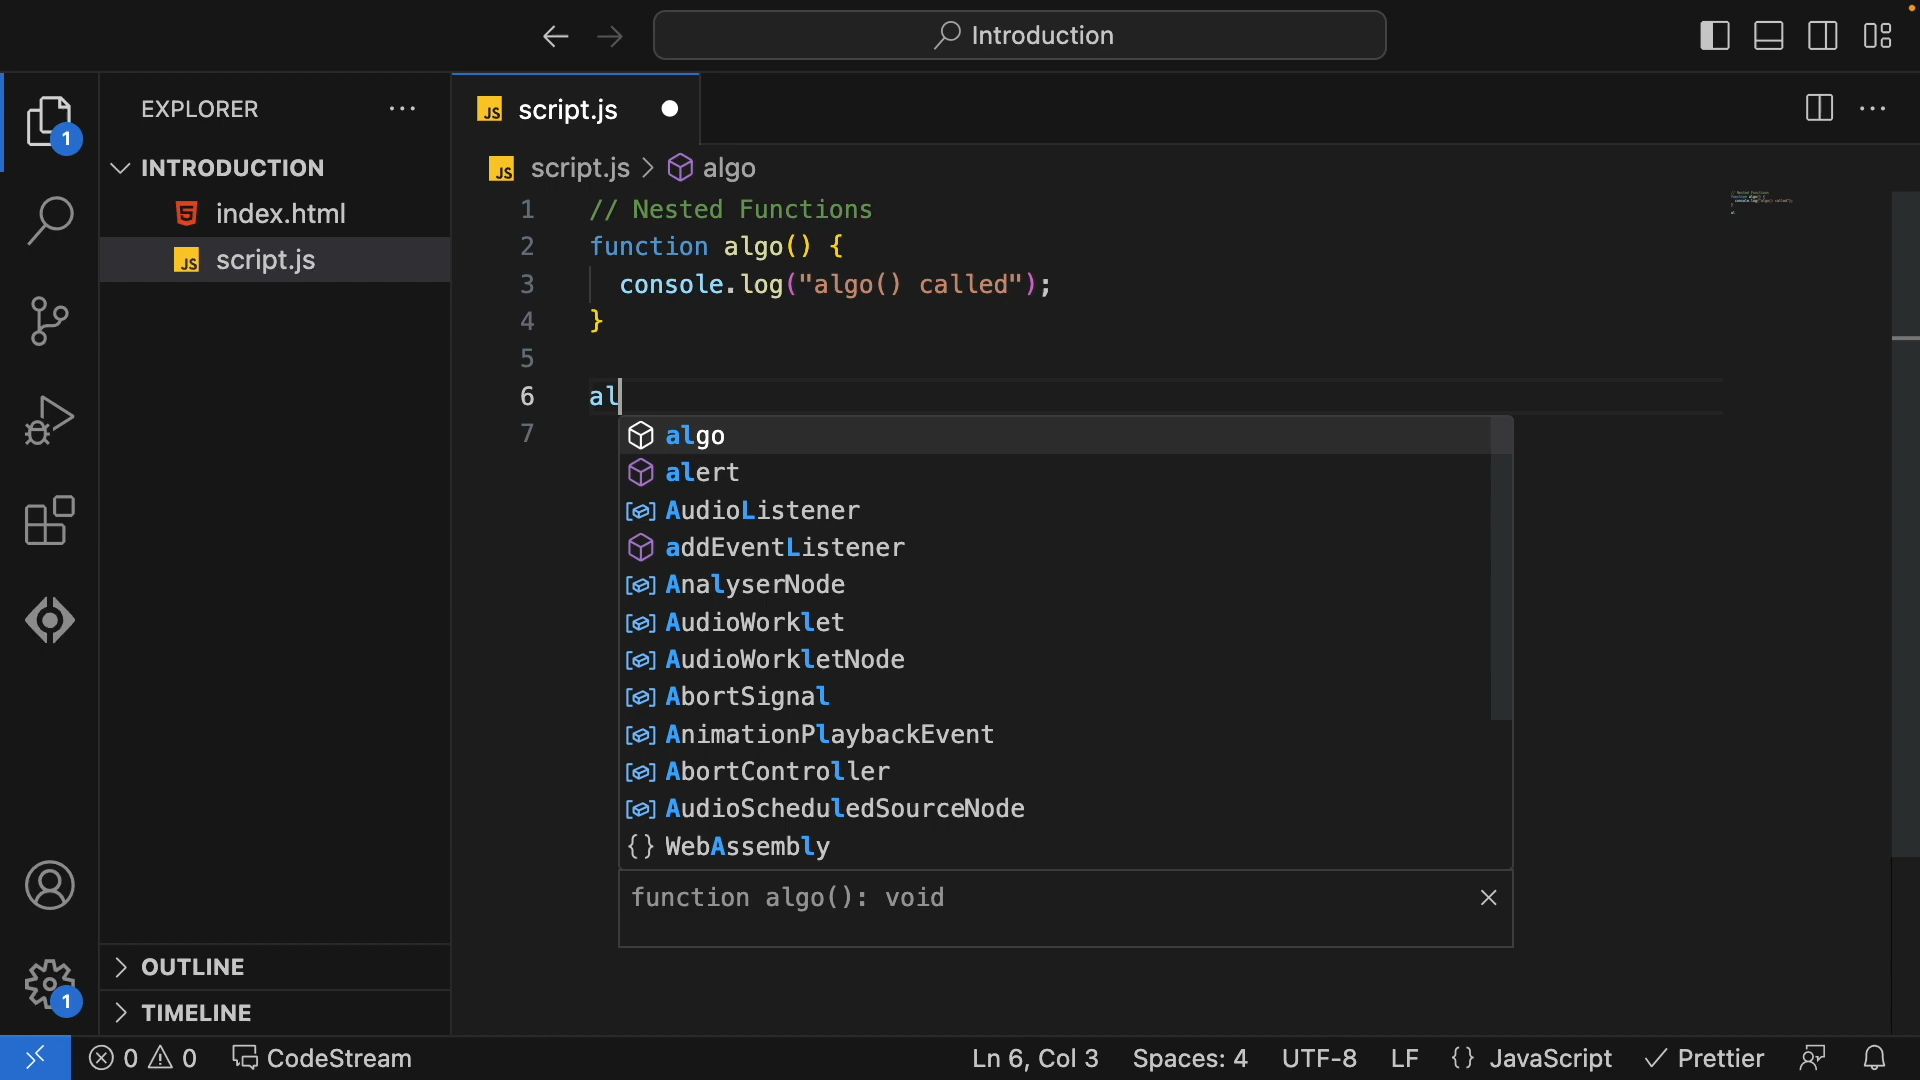 Introduction
EXPLORER
script.js
INTRODUCTION
script.js
algo
index.html
script.js
1
1 // Nested Functions
2 function algo() {
3 console.log("algo() called");
4 }
5
6 al
7
algo
alert
AudioListener
addEventListener
AnalyserNode
AudioWorklet
AudioWorkletNode
AbortSignal
AnimationPlaybackEvent
AbortController
AudioScheduledSourceNode
{} WebAssembly
function algo(): void
OUTLINE
TIMELINE
1
0 0 CodeStream Ln 6, Col 3 Spaces: 4 UTF-8 LF {} JavaScript Prettier